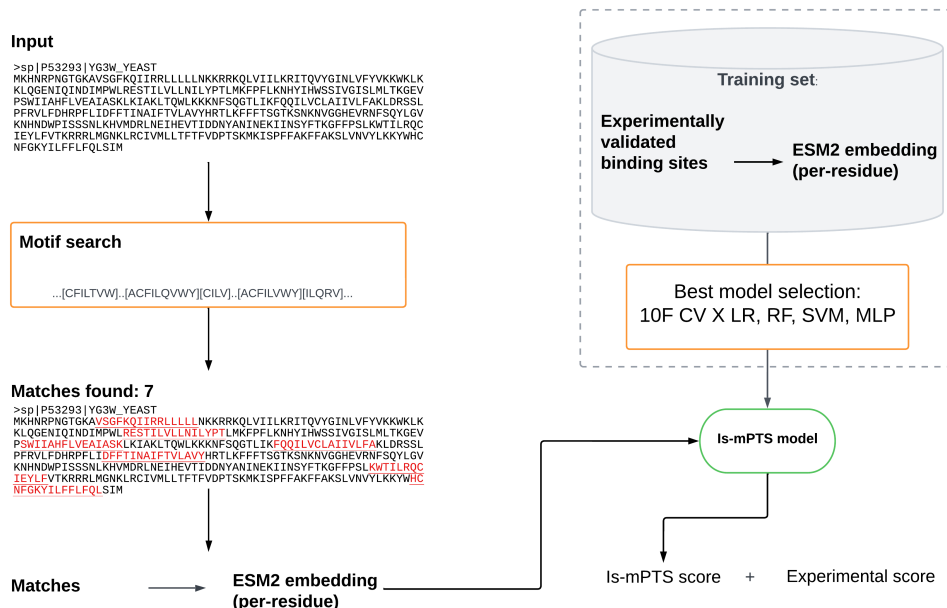 Input
>sp|P53293|YG3W_YEAST
MKHNRPNGTGKAVSGFKQIIRRLLLLLNKKRRKQLVIILKRITQVYGINLVFYVKKWKLK
KLQGENIQINDIMPWLRESTILVLLNILYPTLMKFPFLKNHYIHWSSIVGISLMLTKGEV
PSWIIAHFLVEAIASKLKIAKLTQWLKKKNFSQGTLIKFQQILVCLAIIVLFAKLDRSSL
PFRVLFDHRPFLIDFFTINAIFTVLAVYHRTLKFFFTSGTKSNKNVGGHEVRNFSQYLGV
KNHNDWPISSSNLKHVMDRLNEIHEVTIDDNYANINEKIINSYFTKGFFPSLKWTILRQC
IEYLFVTKRRRLMGNKLRCIVMLLTFTFVDPTSKMKISPFFAKFFAKSLVNVYLKKYWHC
NFGKYILFFLFQLSIM
Motif search
...[CFILTVW]..[ACFILQVWY][CILV]..[ACFILVWY][ILQRV]...
Matches found: 7
>sp|P53293|YG3W_YEAST
MKHNRPNGTGKAVSGFKQIIRRLLLLLNKKRRKQLVIILKRITQVYGINLVFYVKKWKLK
KLQGENIQINDIMPWLRESTILVLLNILYPTLMKFPFLKNHYIHWSSIVGISLMLTKGEV
PSWIIAHFLVEAIASKLKIAKLTQWLKKKNFSQGTLIKFQQILVCLAIIVLFAKLDRSSL
PFRVLFDHRPFLIDFFTINAIFTVLAVYHRTLKFFFTSGTKSNKNVGGHEVRNFSQYLGV
KNHNDWPISSSNLKHVMDRLNEIHEVTIDDNYANINEKIINSYFTKGFFPSLKWTILRQC
IEYLFVTKRRRLMGNKLRCIVMLLTFTFVDPTSKMKISPFFAKFFAKSLVNVYLKKYWHC
NFGKYILFFLFQLSIM
Matches
ESM2 embedding
(per-residue)
Training set:
Experimentally
validated
binding sites
ESM2 embedding
(per-residue)
Best model selection:
10F CV X LR, RF, SVM, MLP
Is-mPTS model
Is-mPTS score + Experimental score